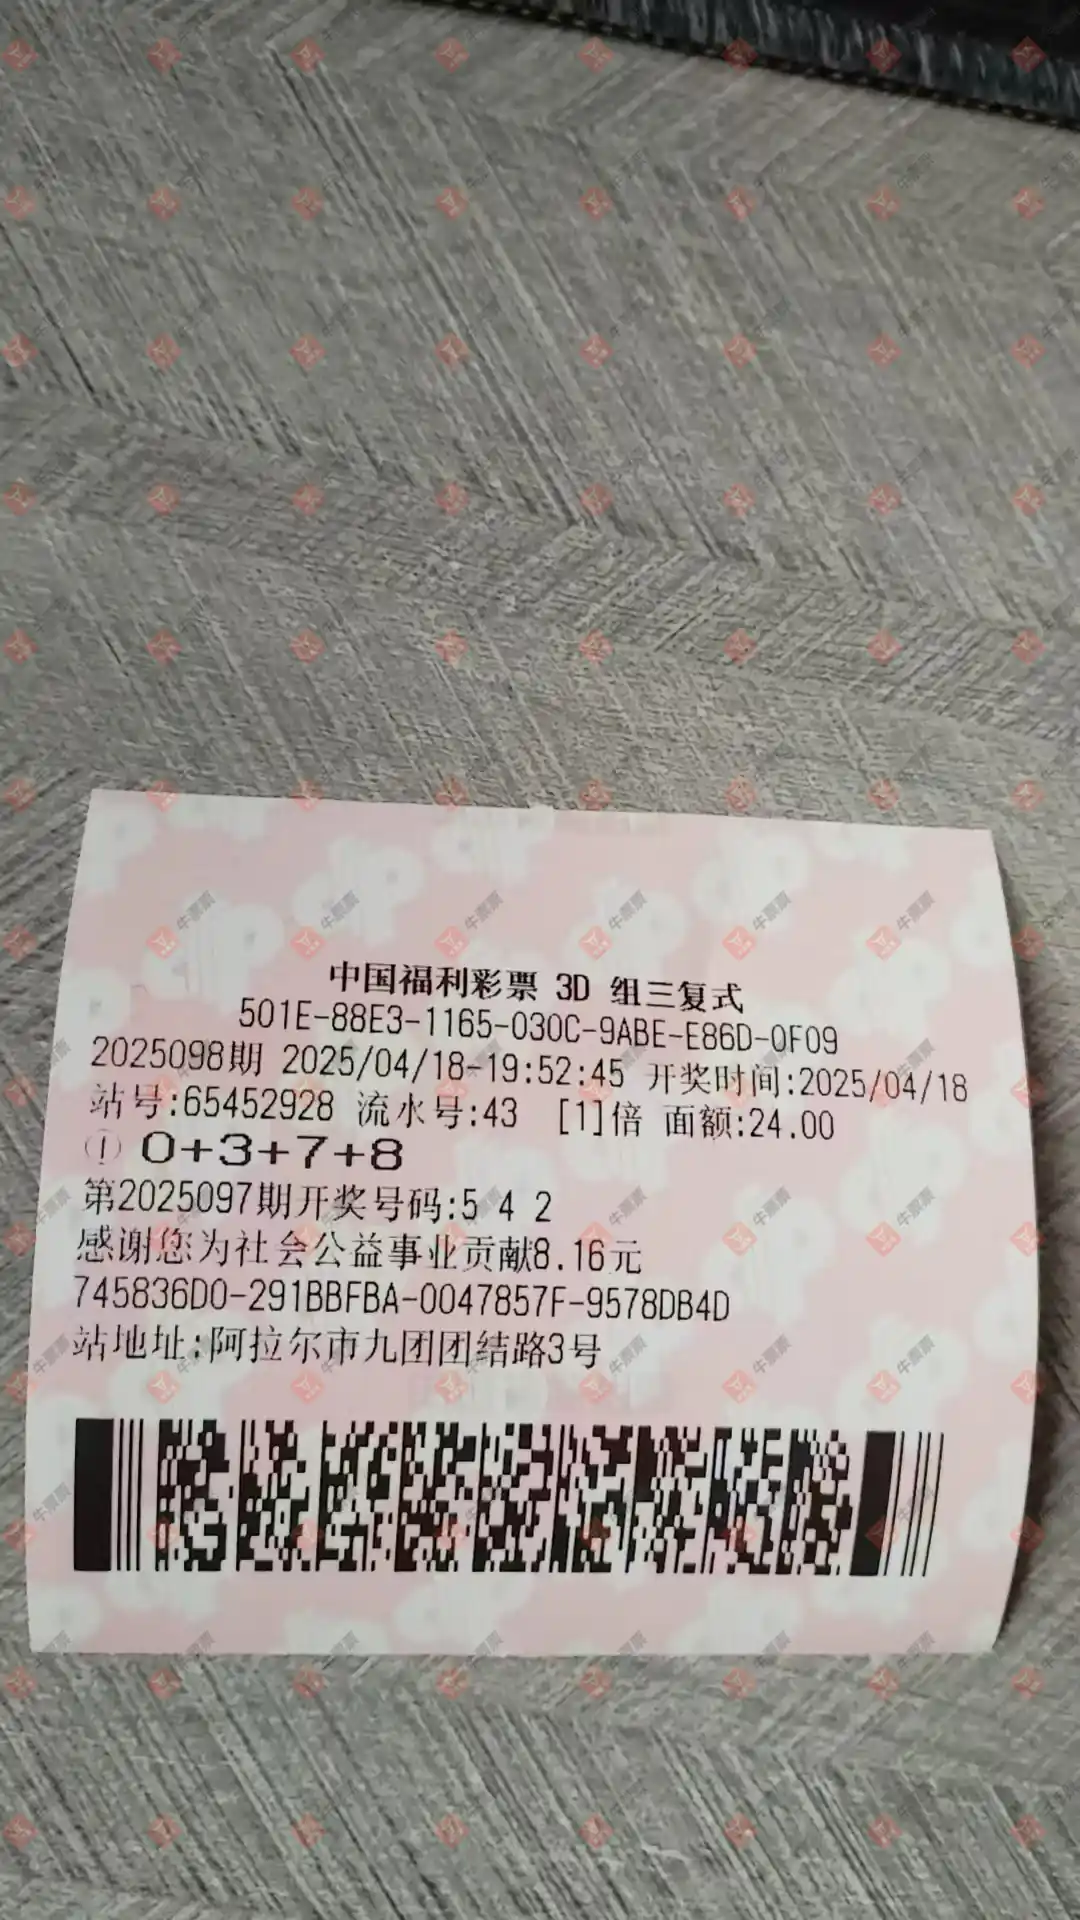 中国福利彩票 3D 组三复式
501E-88E3-1165-030C-9ABE-E86D-0F09
2025098期 2025/04/18-19:52:45 开奖时间:2025/04/18
站号:65452928 流水号:43 [1]倍 面额:24.00
① 0+3+7+8
第2025097期开奖号码:5 4 2
感谢您为社会公益事业贡献8.16元
745836D0-291BBFBA-0047857F-9578DB4D
站地址:阿拉尔市九团团结路3号
牛票票